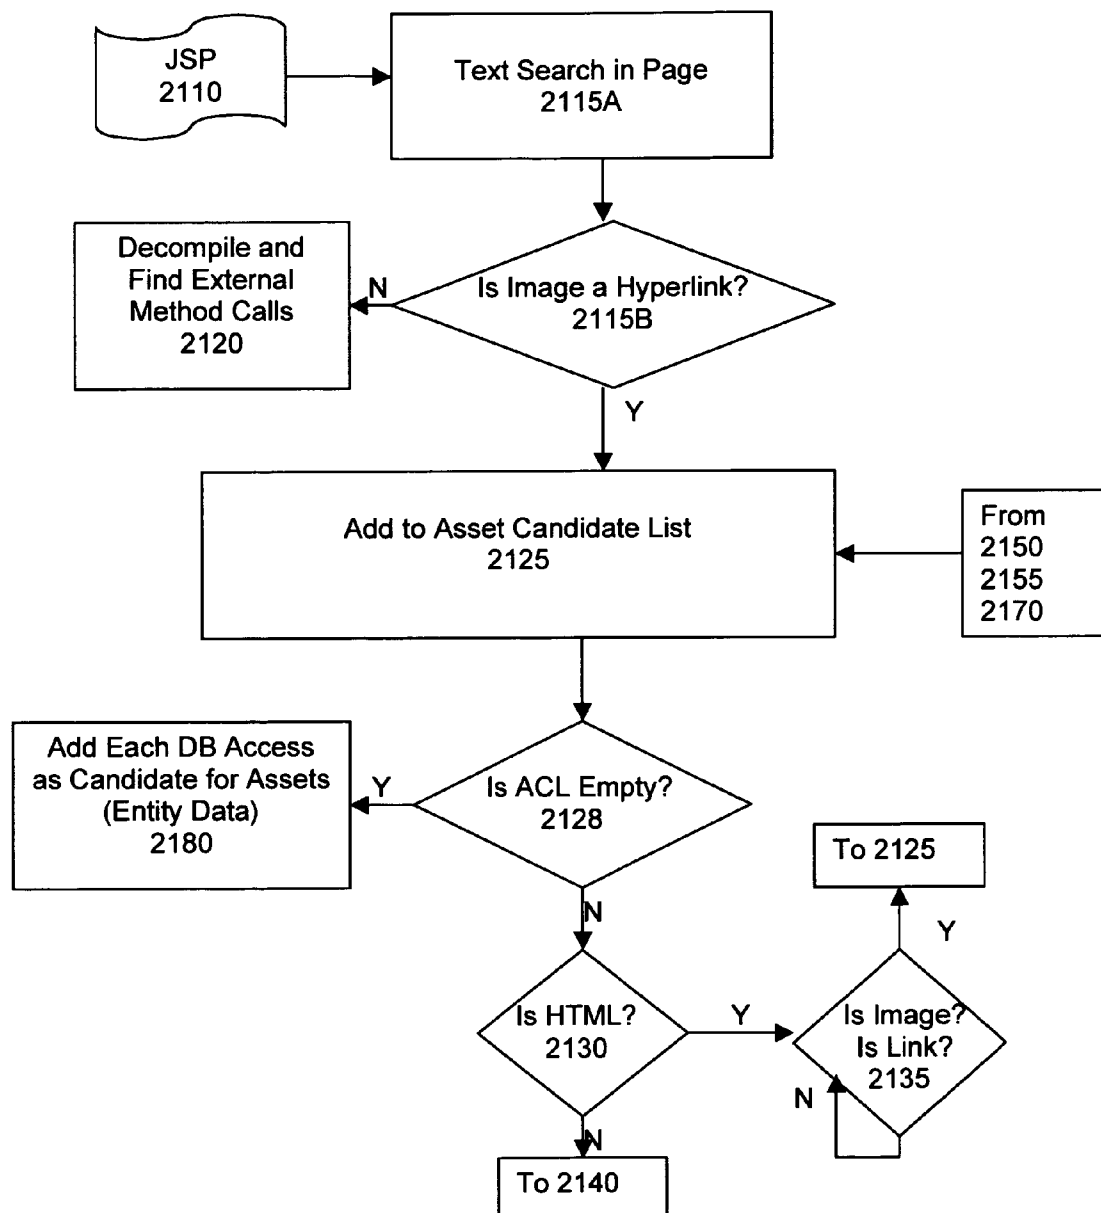 JSP
2110
Text Search in Page
2115A
Decompile and
Find External
Method Calls
2120
N
Is Image a Hyperlink?
2115B
Y
Add to Asset Candidate List
2125
From
2150
2155
2170
Add Each DB Access
as Candidate for Assets
(Entity Data)
2180
Y
Is ACL Empty?
2128
To 2125
N
Y
Is HTML?
2130
Y
Is Image?
Is Link?
2135
N
N
To 2140